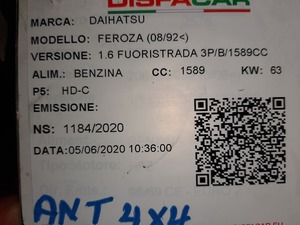 DISPACAR
MARCA: DAIHATSU
MODELLO: FEROZA (08/92<)
VERSIONE: 1.6 FUORISTRADA 3P/B/1589CC
ALIM.: BENZINA CC: 1589 KW: 63
P5: HD-C
EMISSIONE:
NS: 1184/2020
DATA:05/06/2020 10:36:00
ANT 4X4